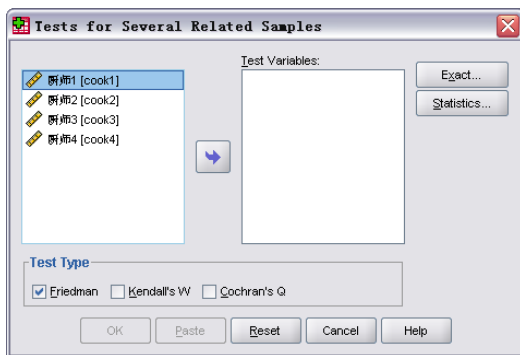 Tests for Several Related Samples
厨师1 [cook1]
厨师2 [cook2]
厨师3 [cook3]
厨师4 [cook4]
Test Variables:
Exact...
Statistics...
Test Type
Friedman
Kendall's W
Cochran's Q
OK
Paste
Reset
Cancel
Help